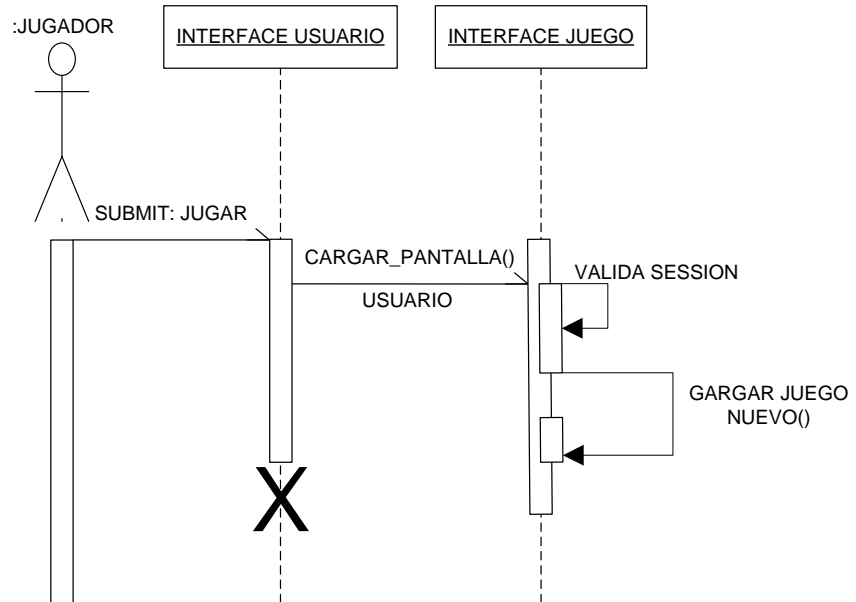 :JUGADOR
INTERFACE USUARIO
INTERFACE JUEGO
SUBMIT: JUGAR
CARGAR_PANTALLA()
USUARIO
VALIDA SESSION
GARGAR JUEGO
NUEVO()
X